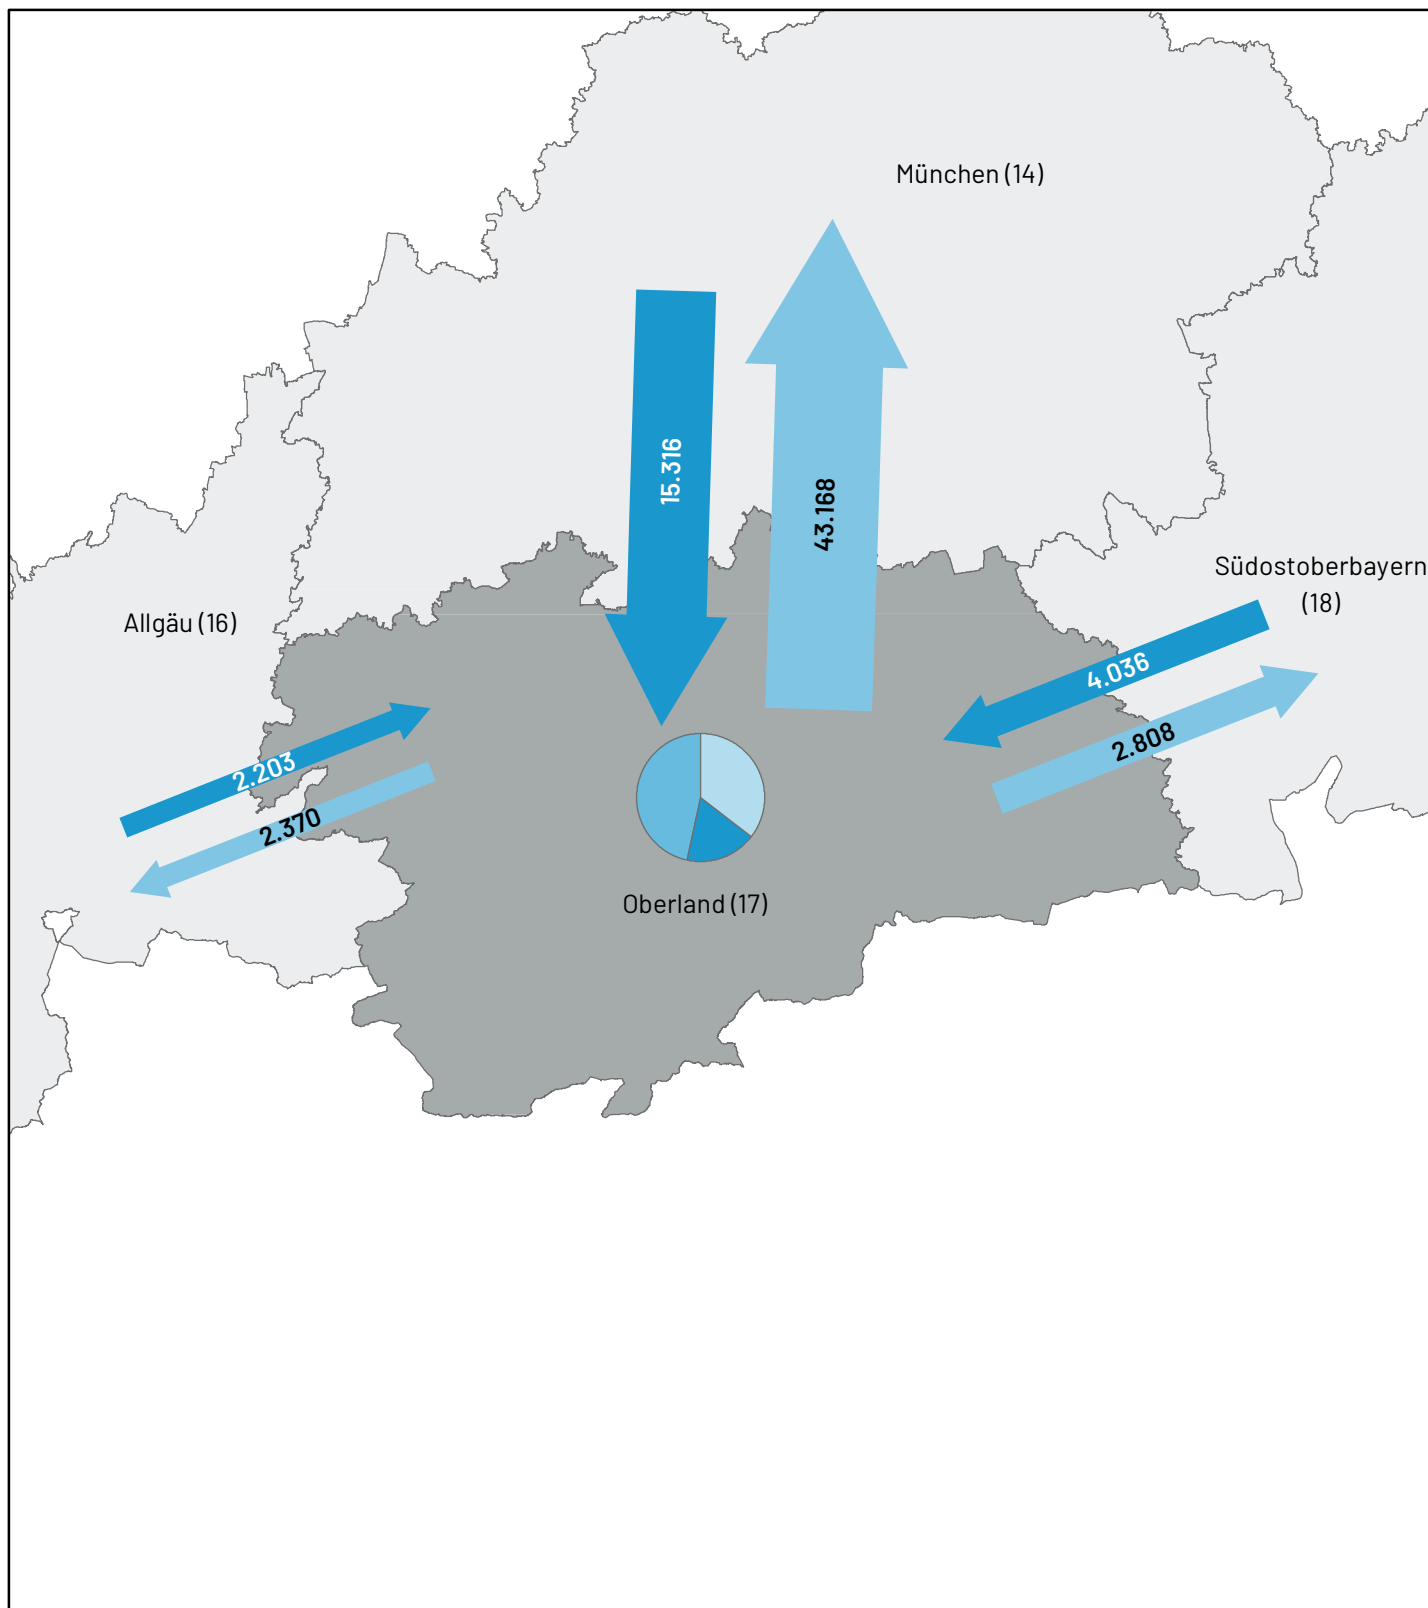 München (14)
15.316
43.168
Südostoberbayern
(18)
Allgäu (16)
4.036
2.808
2.203
2.370
Oberland (17)